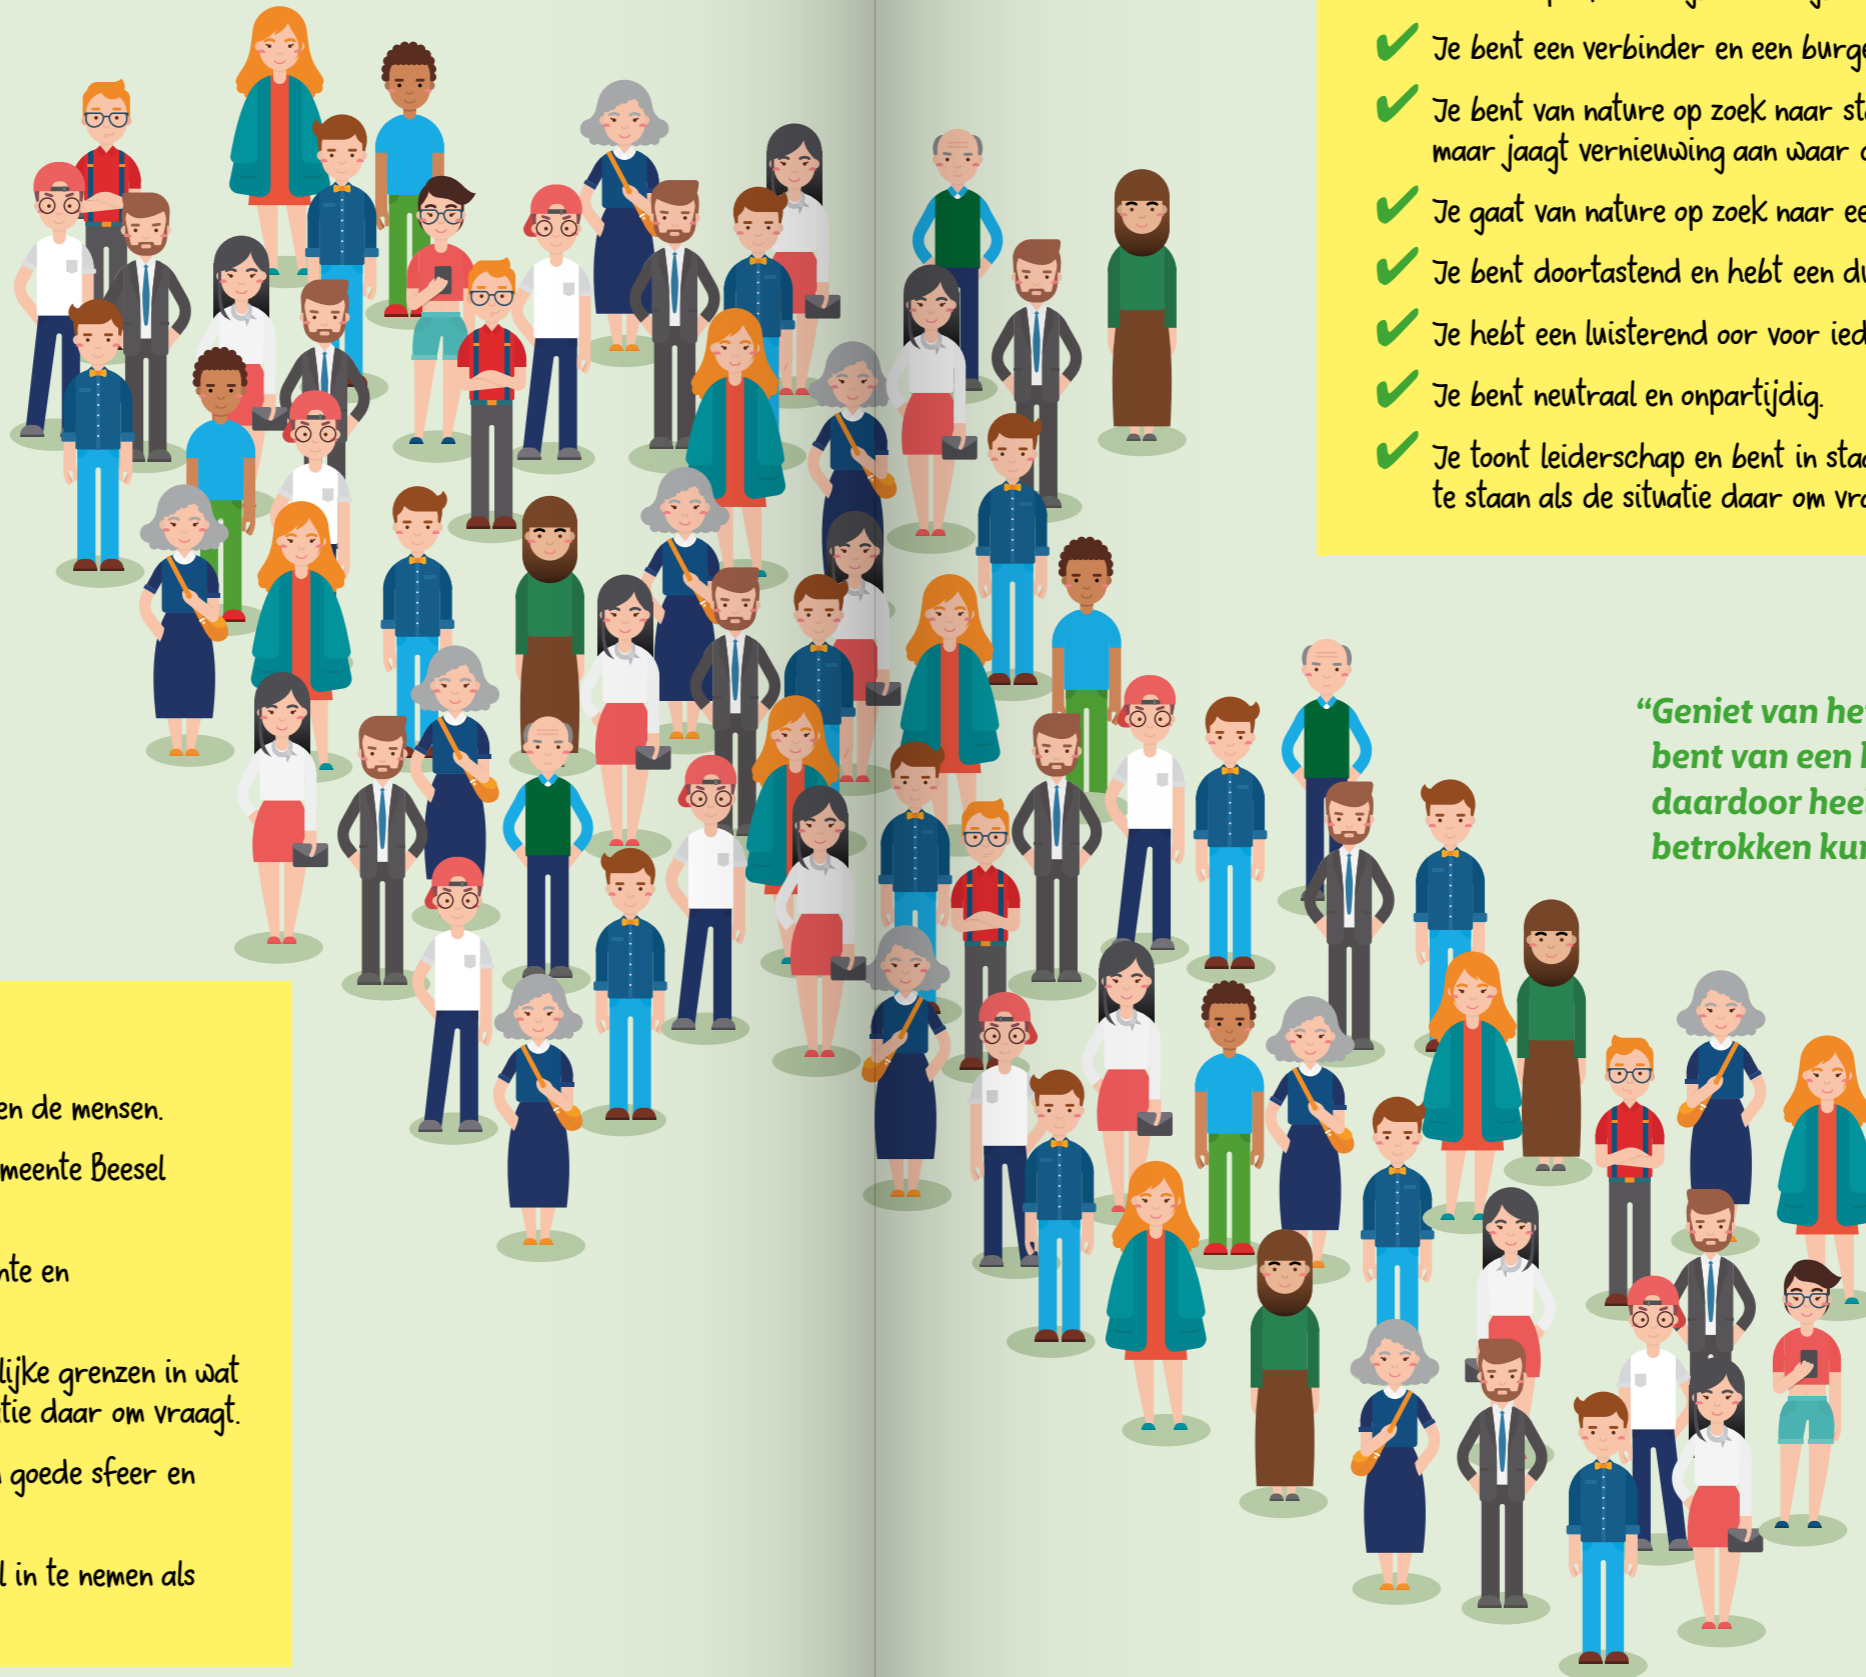 Je bent een verbinder en een burge
Je bent van nature op zoek naar sta
maar jaagt vernieuwing aan waar
Je gaat van nature op zoek naar ee
Je bent doortastend en hebt een du
Je hebt een luisterend oor voor ied
Je bent neutraal en onpartijdig.
Je toont leiderschap en bent in staa
te staan als de situatie daar om vra
“Geniet van he
bent van een
daardoor hee
betrokken kun
en de mensen.
meente Beesel
nte en
lijke grenzen in wat
tie daar om vraagt.
goede sfeer en
l in te nemen als